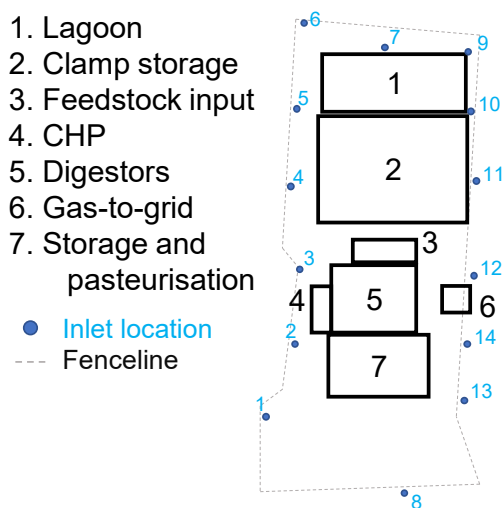 1. Lagoon
2. Clamp storage
3. Feedstock input
4. CHP
5. Digestors
6. Gas-to-grid
7. Storage and
pasteurisation
Inlet location
Fenceline
6
7
9
1
5
10
2
4
11
3
3
12
4
5
6
2
14
7
13
1
8